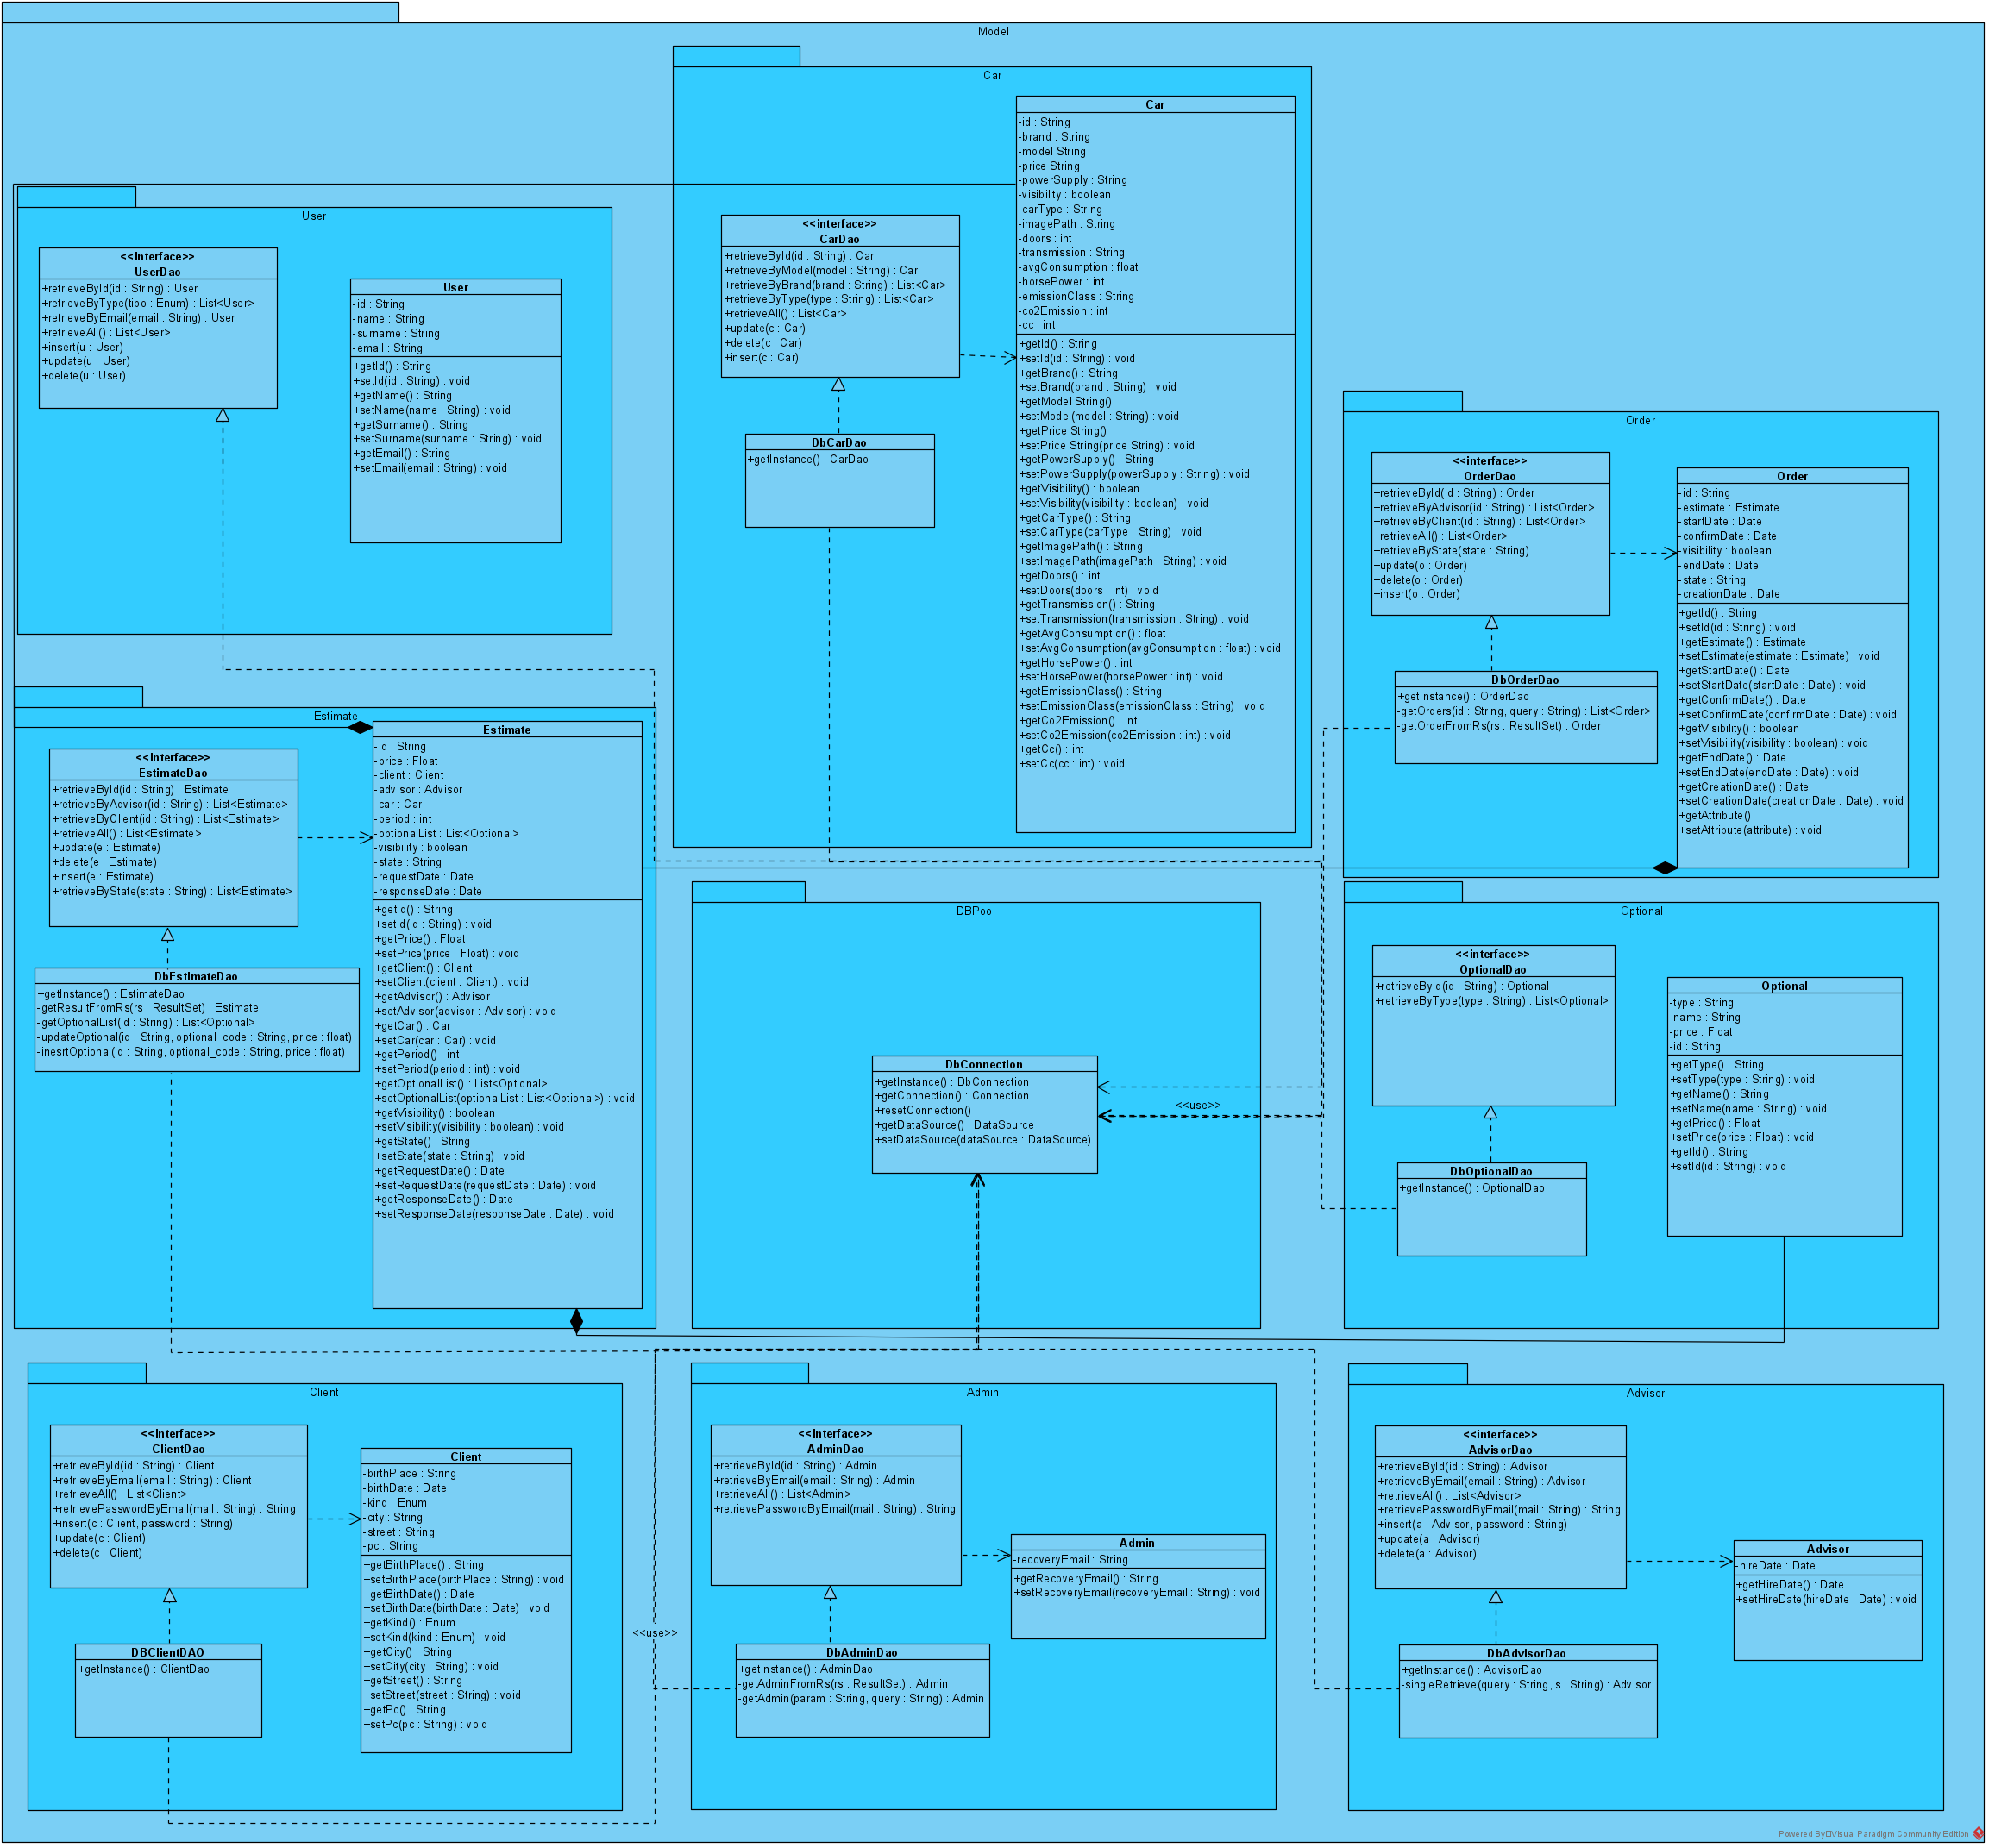 Model
Car
Car
-id : String
-brand : String
-model String
-price String
-powerSupply : String
-visibility : boolean
-carType : String
-imagePath : String
-doors : int
-transmission : String
-avgConsumption : float
-horsePower : int
-emissionClass : String
-co2Emission : int
-cc : int
+getId() : String
+setId(id : String) : void
+getBrand() : String
+setBrand(brand : String) : void
+getModel String()
+setModel(model : String) : void
+getPrice String()
+setPrice String(price String) : void
+getPowerSupply() : String
+setPowerSupply(powerSupply : String) : void
+getVisibility() : boolean
+setVisibility(visibility : boolean) : void
+getCarType() : String
+setCarType(carType : String) : void
+getImagePath() : String
+setImagePath(imagePath : String) : void
+getDoors() : int
+setDoors(doors : int) : void
+getTransmission() : String
+setTransmission(transmission : String) : void
+getAvgConsumption() : float
+setAvgConsumption(avgConsumption : float) : void
+getHorsePower() : int
+setHorsePower(horsePower : int) : void
+getEmissionClass() : String
+setEmissionClass(emissionClass : String) : void
+getCo2Emission() : int
+setCo2Emission(co2Emission : int) : void
+getCc() : int
+setCc(cc : int) : void
<<interface>>
CarDao
+retrieveById(id : String) : Car
+retrieveByModel(model : String) : Car
+retrieveByBrand(brand : String) : List<Car>
+retrieveByType(type : String) : List<Car>
+retrieveAll() : List<Car>
+update(c : Car)
+delete(c : Car)
+insert(c : Car)
DbCarDao
+getInstance() : CarDao
User
<<interface>>
UserDao
+retrieveById(id : String) : User
+retrieveByType(tipo : Enum) : List<User>
+retrieveByEmail(email : String) : User
+retrieveAll() : List<User>
+insert(u : User)
+update(u : User)
+delete(u : User)
User
-id : String
-name : String
-surname : String
-email : String
+getId() : String
+setId(id : String) : void
+getName() : String
+setName(name : String) : void
+getSurname() : String
+setSurname(surname : String) : void
+getEmail() : String
+setEmail(email : String) : void
Order
<<interface>>
OrderDao
+retrieveById(id : String) : Order
+retrieveByAdvisor(id : String) : List<Order>
+retrieveByClient(id : String) : List<Order>
+retrieveAll() : List<Order>
+retrieveByState(state : String)
+update(o : Order)
+delete(o : Order)
+insert(o : Order)
Order
-id : String
-estimate : Estimate
-startDate : Date
-confirmDate : Date
-visibility : boolean
-endDate : Date
-state : String
-creationDate : Date
+getId() : String
+setId(id : String) : void
+getEstimate() : Estimate
+setEstimate(estimate : Estimate) : void
+getStartDate() : Date
+setStartDate(startDate : Date) : void
+getConfirmDate() : Date
+setConfirmDate(confirmDate : Date) : void
+getVisibility() : boolean
+setVisibility(visibility : boolean) : void
+getEndDate() : Date
+setEndDate(endDate : Date) : void
+getCreationDate() : Date
+setCreationDate(creationDate : Date) : void
+getAttribute()
+setAttribute(attribute) : void
DbOrderDao
+getInstance() : OrderDao
-getOrders(id : String, query : String) : List<Order>
-getOrderFromRs(rs : ResultSet) : Order
Estimate
<<interface>>
EstimateDao
+retrieveById(id : String) : Estimate
+retrieveByAdvisor(id : String) : List<Estimate>
+retrieveByClient(id : String) : List<Estimate>
+retrieveAll() : List<Estimate>
+update(e : Estimate)
+delete(e : Estimate)
+insert(e : Estimate)
+retrieveByState(state : String) : List<Estimate>
DbEstimateDao
+getInstance() : EstimateDao
-getResultFromRs(rs : ResultSet) : Estimate
-getOptionalList(id : String) : List<Optional>
-updateOptional(id : String, optional_code : String, price : float)
-inesrtOptional(id : String, optional_code : String, price : float)
Estimate
-id : String
-price : Float
-client : Client
-advisor : Advisor
-car : Car
-period : int
-optionalList : List<Optional>
-visibility : boolean
-state : String
-requestDate : Date
-responseDate : Date
+getId() : String
+setId(id : String) : void
+getPrice() : Float
+setPrice(price : Float) : void
+getClient() : Client
+setClient(client : Client) : void
+getAdvisor() : Advisor
+setAdvisor(advisor : Advisor) : void
+getCar() : Car
+setCar(car : Car) : void
+getPeriod() : int
+setPeriod(period : int) : void
+getOptionalList() : List<Optional>
+setOptionalList(optionalList : List<Optional>) : void
+getVisibility() : boolean
+setVisibility(visibility : boolean) : void
+getState() : String
+setState(state : String) : void
+getRequestDate() : Date
+setRequestDate(requestDate : Date) : void
+getResponseDate() : Date
+setResponseDate(responseDate : Date) : void
DBPool
DbConnection
+getInstance() : DbConnection
+getConnection() : Connection
+resetConnection()
+getDataSource() : DataSource
+setDataSource(dataSource : DataSource)
<<use>>
Optional
<<interface>>
OptionalDao
+retrieveById(id : String) : Optional
+retrieveByType(type : String) : List<Optional>
DbOptionalDao
+getInstance() : OptionalDao
Optional
-type : String
-name : String
-price : Float
-id : String
+getType() : String
+setType(type : String) : void
+getName() : String
+setName(name : String) : void
+getPrice() : Float
+setPrice(price : Float) : void
+getId() : String
+setId(id : String) : void
Client
<<interface>>
ClientDao
+retrieveById(id : String) : Client
+retrieveByEmail(email : String) : Client
+retrieveAll() : List<Client>
+retrievePasswordByEmail(mail : String) : String
+insert(c : Client, password : String)
+update(c : Client)
+delete(c : Client)
DBClientDAO
+getInstance() : ClientDao
Client
-birthPlace : String
-birthDate : Date
-kind : Enum
-city : String
-street : String
-pc : String
+getBirthPlace() : String
+setBirthPlace(birthPlace : String) : void
+getBirthDate() : Date
+setBirthDate(birthDate : Date) : void
+getKind() : Enum
+setKind(kind : Enum) : void
+getCity() : String
+setCity(city : String) : void
+getStreet() : String
+setStreet(street : String) : void
+getPc() : String
+setPc(pc : String) : void
<<use>>
Admin
<<interface>>
AdminDao
+retrieveById(id : String) : Admin
+retrieveByEmail(email : String) : Admin
+retrieveAll() : List<Admin>
+retrievePasswordByEmail(mail : String) : String
Admin
-recoveryEmail : String
+getRecoveryEmail() : String
+setRecoveryEmail(recoveryEmail : String) : void
DbAdminDao
+getInstance() : AdminDao
-getAdminFromRs(rs : ResultSet) : Admin
-getAdmin(param : String, query : String) : Admin
Advisor
<<interface>>
AdvisorDao
+retrieveById(id : String) : Advisor
+retrieveByEmail(email : String) : Advisor
+retrieveAll() : List<Advisor>
+retrievePasswordByEmail(mail : String) : String
+insert(a : Advisor, password : String)
+update(a : Advisor)
+delete(a : Advisor)
Advisor
-hireDate : Date
+getHireDate() : Date
+setHireDate(hireDate : Date) : void
DbAdvisorDao
+getInstance() : AdvisorDao
-singleRetrieve(query : String, s : String) : Advisor
Powered By Visual Paradigm Community Edition